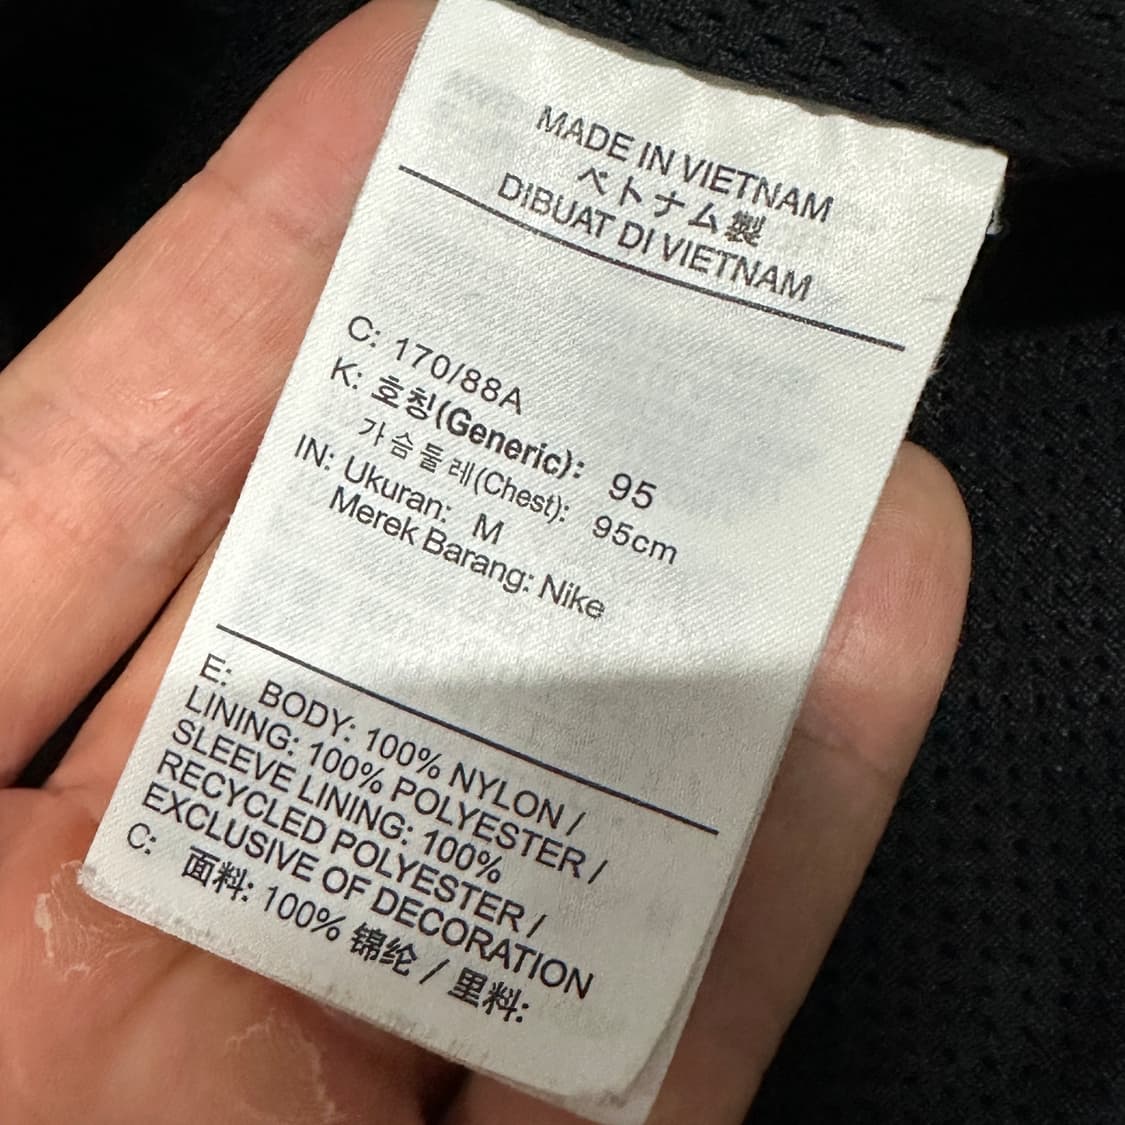 MADE IN VIETNAM
ベトナム製
DIBUAT DI VIETNAM
C: 170/88A
K: 호칭(Generic): 95
가슴둘레(Chest): 95cm
IN: Ukuran: M
Merek Barang: Nike
E: BODY: 100% NYLON /
LINING: 100% POLYESTER /
SLEEVE LINING: 100%
RECYCLED POLYESTER /
EXCLUSIVE OF DECORATION
C: 面料: 100% 锦纶 / 里料: